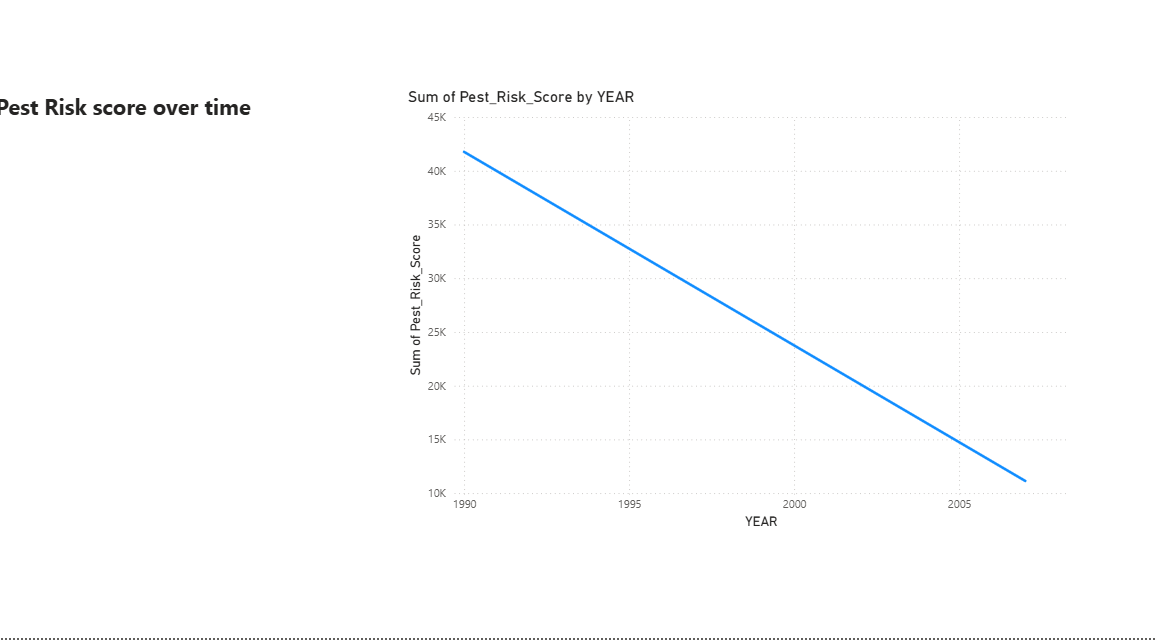 Pest Risk score over time
Sum of Pest_Risk_Score by YEAR
45K
40K
35K
30K
25K
20K
15K
10K
Sum of Pest_Risk_Score
1990 1995 2000 2005
YEAR